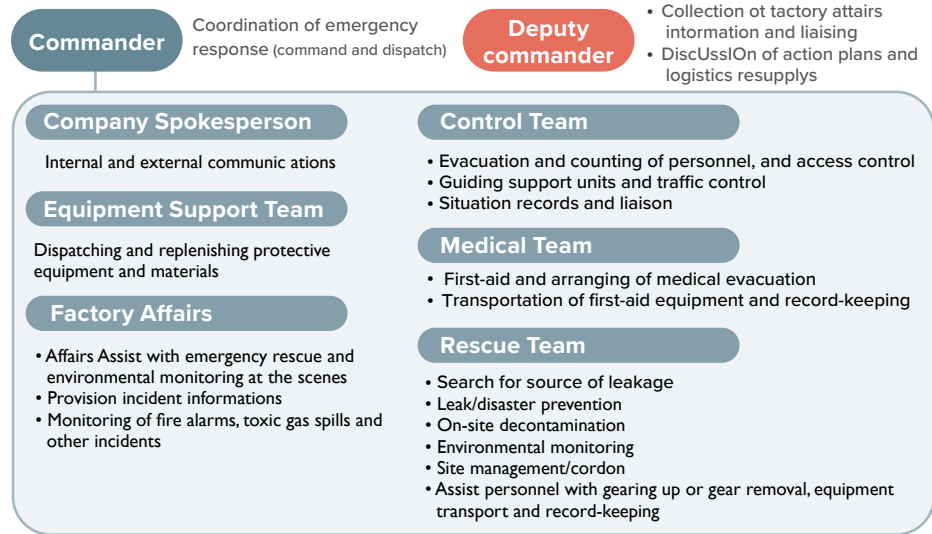 Commander
Coordination of emergency
response (command and dispatch)
Deputy
commander
• Collection ot tactory attairs
intormation and liaising
• DiscUssIOn of action plans and
logistics resupplys
Company Spokesperson
Internal and external communic ations
Equipment Support Team
Dispatching and replenishing protective
equipment and materials
Factory Affairs
• Affairs Assist with emergency rescue and
environmental monitoring at the scenes
• Provision incident informations
• Monitoring of fire alarms, toxic gas spills and
other incidents
Control Team
• Evacuation and counting of personnel, and access control
• Guiding support units and traffic control
• Situation records and liaison
Medical Team
• First-aid and arranging of medical evacuation
• Transportation of first-aid equipment and record-keeping
Rescue Team
• Search for source of leakage
• Leak/disaster prevention
• On-site decontamination
• Environmental monitoring
• Site management/cordon
• Assist personnel with gearing up or gear removal, equipment
transport and record-keeping